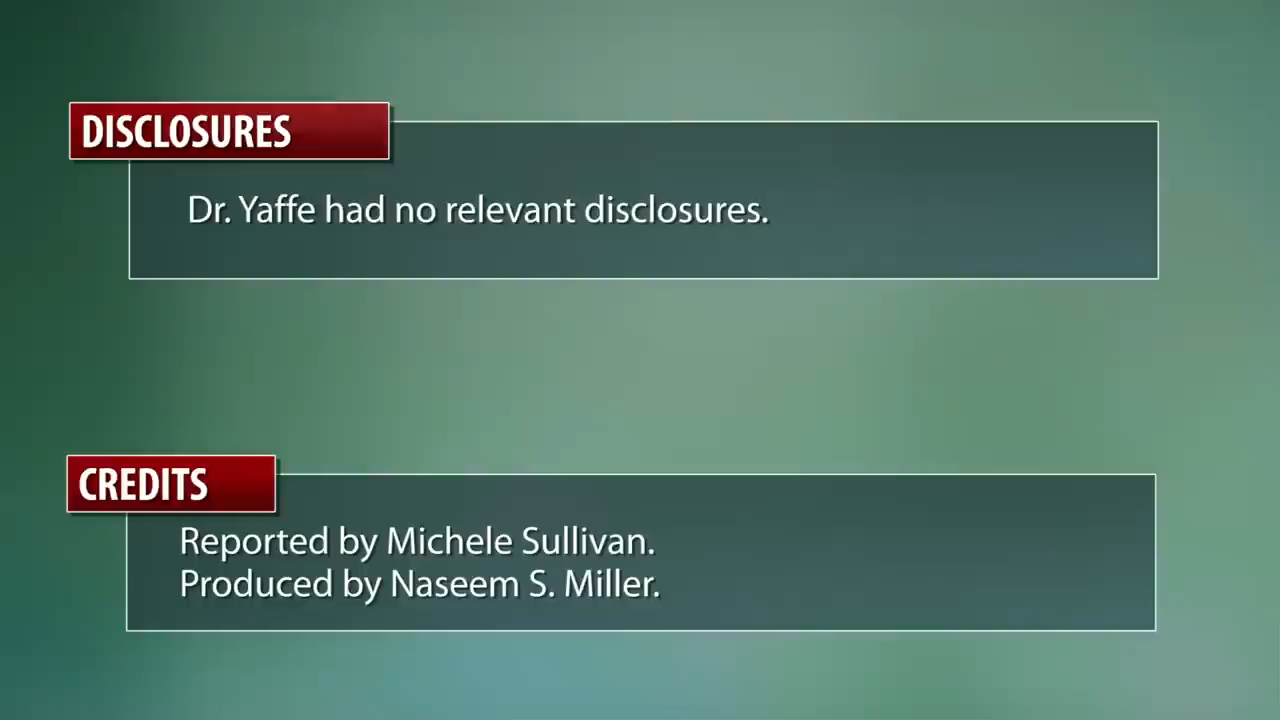 DISCLOSURES
Dr. Yaffe had no relevant disclosures.
CREDITS
Reported by Michele Sullivan.
Produced by Naseem S. Miller.